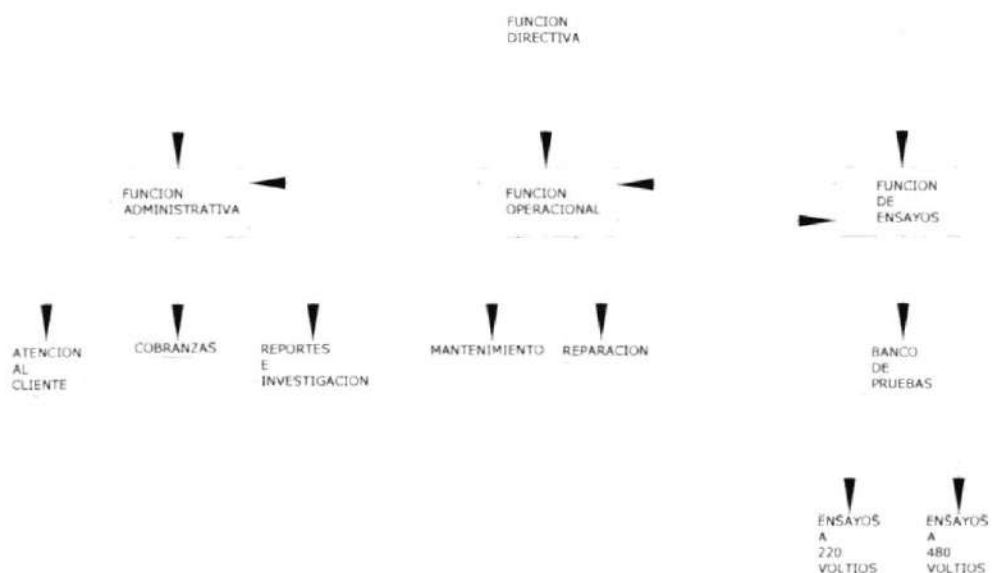 FUNCION
DIRECTIVA
FUNCION
ADMINISTRATIVA
FUNCION
OPERACIONAL
FUNCION
DE
ENSAYOS
ATENCION
AL
CLIENTE
COBRANZAS
REPORTES
E
INVESTIGACION
MANTENIMIENTO
REPARACION
BANCO
DE
PRUEBAS
ENSAYOS
A
220
VOLTIOS
ENSAYOS
A
480
VOLTIOS